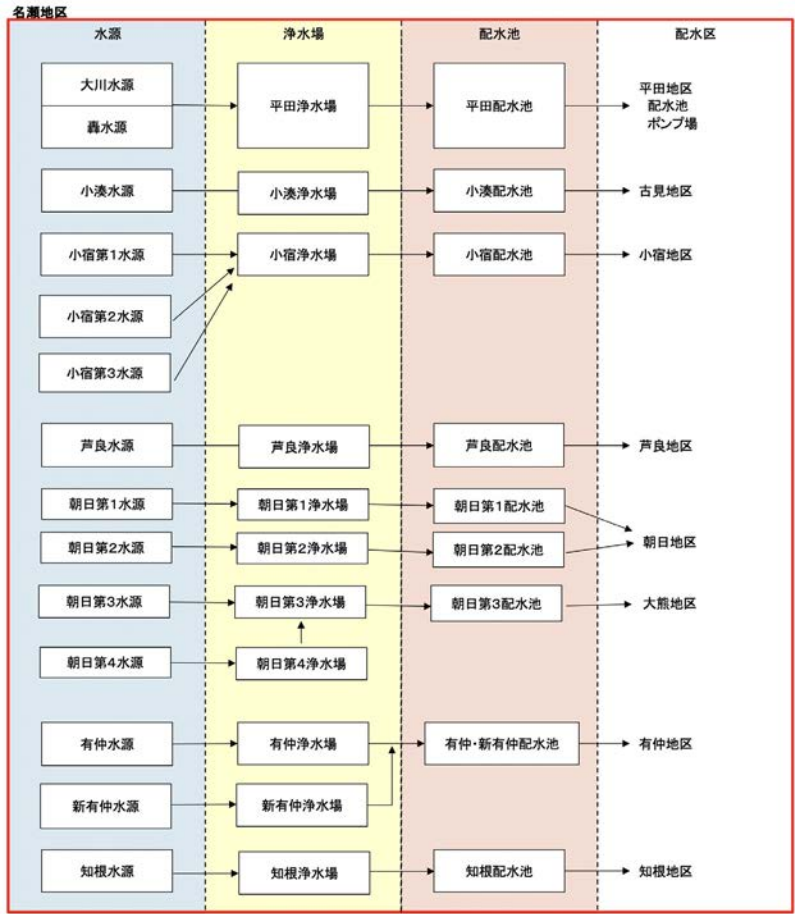 名瀬地区
水源 浄水場 配水池 配水区
大川水源
轟水源
平田浄水場
平田配水池
平田地区
配水池
ポンプ場
小湊水源 小湊浄水場 小湊配水池 古見地区
小宿第1水源 小宿浄水場 小宿配水池 小宿地区
小宿第2水源
小宿第3水源
芦良水源 芦良浄水場 芦良配水池 芦良地区
朝日第1水源 朝日第1浄水場 朝日第1配水池
朝日第2水源 朝日第2浄水場 朝日第2配水池
朝日地区
朝日第3水源 朝日第3浄水場 朝日第3配水池 大熊地区
朝日第4水源 朝日第4浄水場
有仲水源 有仲浄水場 有仲・新有仲配水池 有仲地区
新有仲水源 新有仲浄水場
知根水源 知根浄水場 知根配水池 知根地区